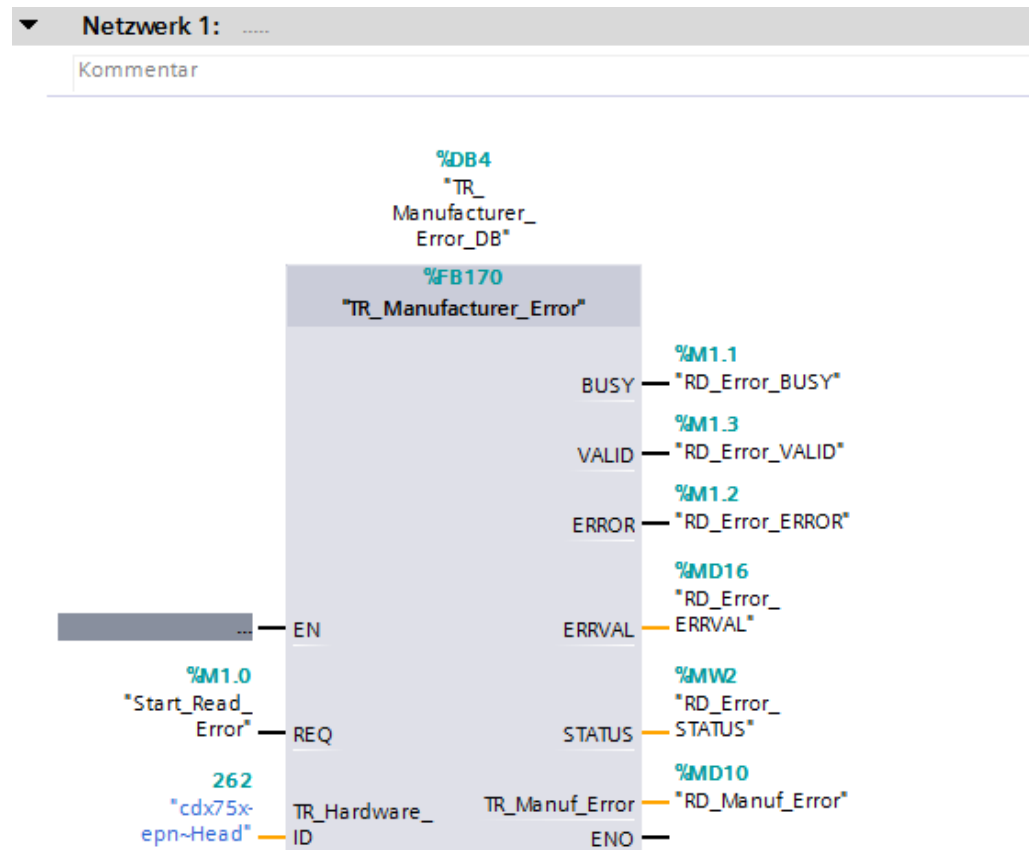 Netzwerk 1: .....
Kommentar
%DB4
"TR_
Manufacturer_
Error_DB"
%FB170
"TR_Manufacturer_Error"
%M1.1
BUSY "RD_Error_BUSY"
%M1.3
VALID "RD_Error_VALID"
%M1.2
ERROR "RD_Error_ERROR"
%MD16
"RD_Error_
... EN ERRVAL ERRVAL"
%M1.0 %MW2
"Start_Read_ "RD_Error_
Error" REQ STATUS STATUS"
262 %MD10
"cdx75x- TR_Hardware_ TR_Manuf_Error "RD_Manuf_Error"
epn~Head" ID ENO